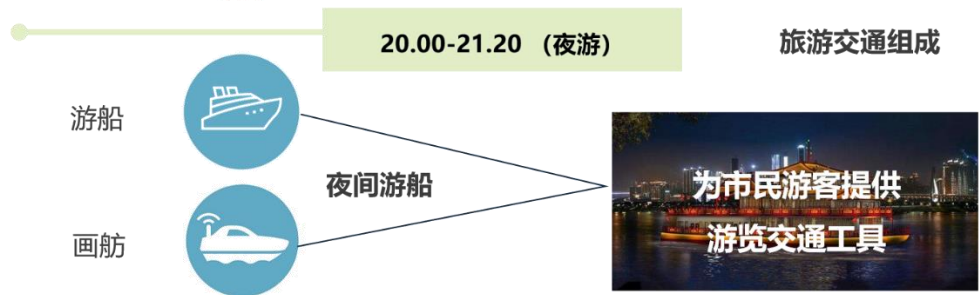 20.00-21.20 （夜游）
旅游交通组成
游船
夜间游船
画舫
为市民游客提供
游览交通工具